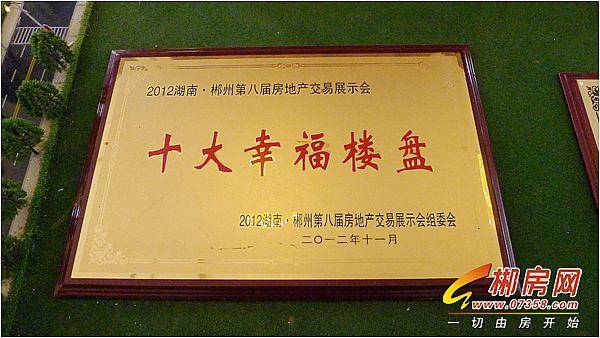 2012湖南·郴州第八届房地产交易展示会
十大幸福楼盘
2012湖南·郴州第八届房地产交易展示会组委会
二〇一二年十一月
郴房网
www.07358.com
一切由房开始